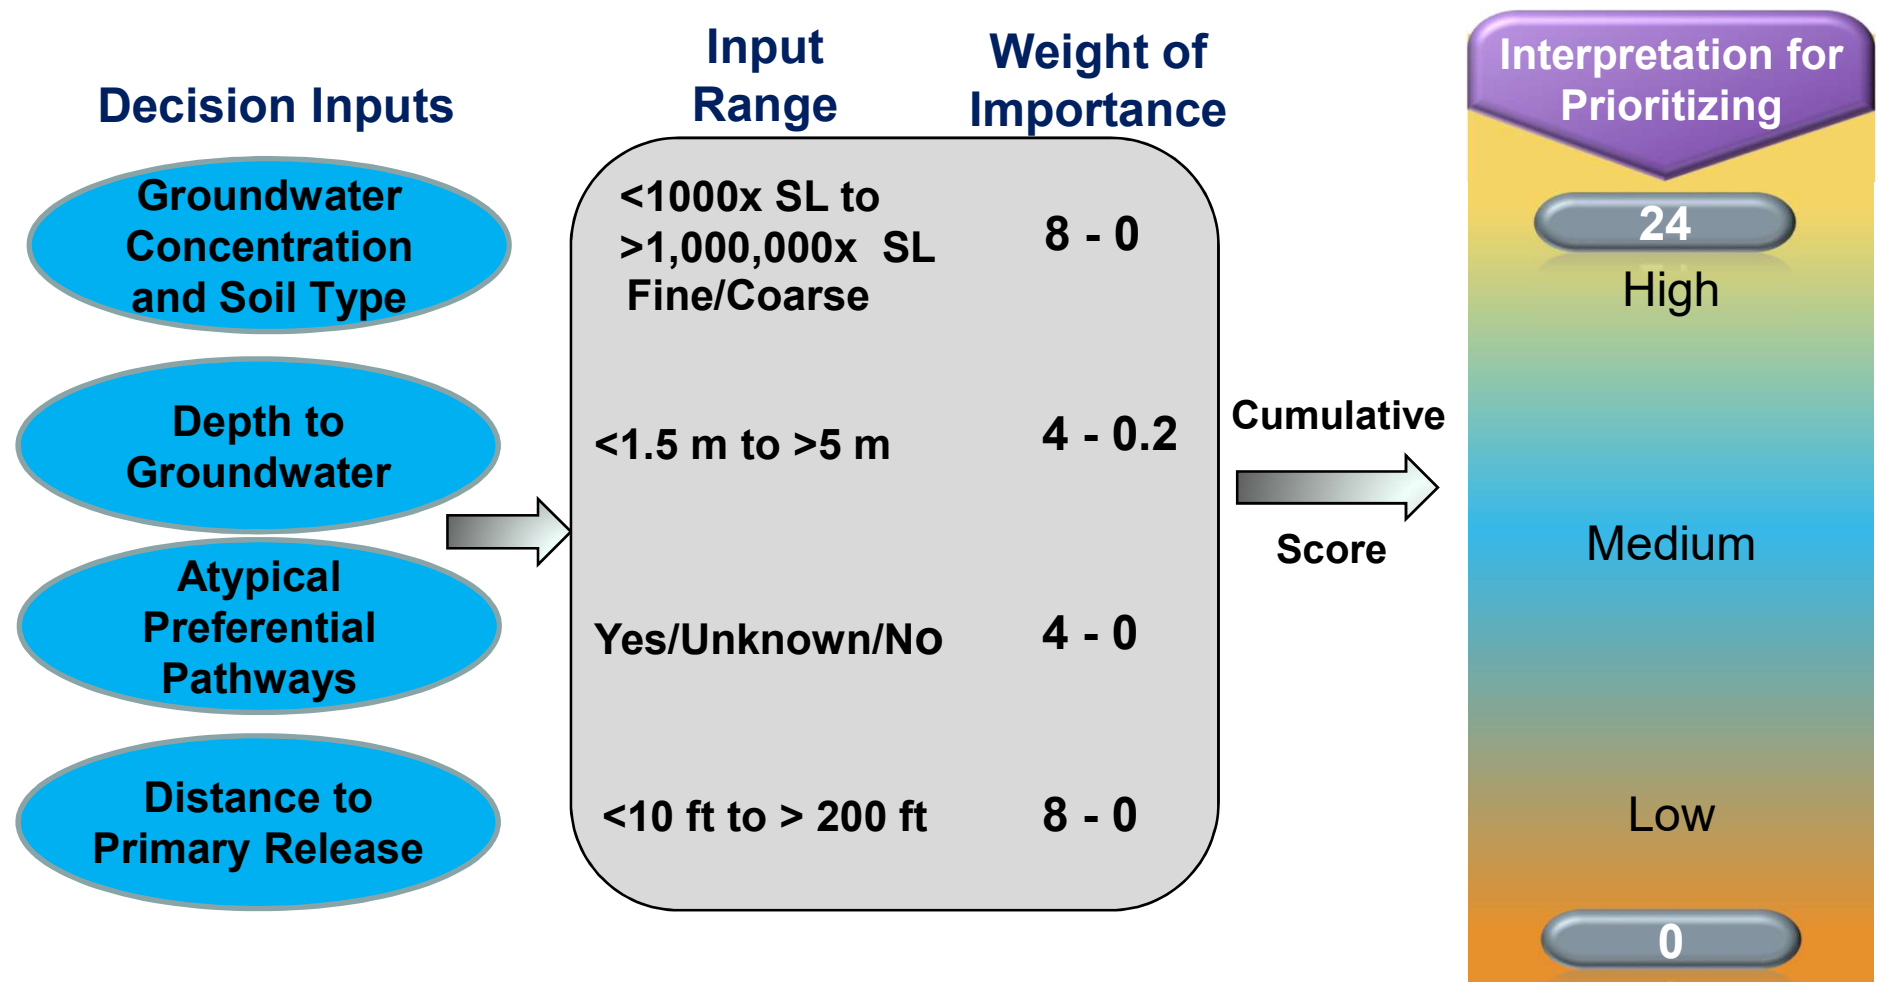 Decision Inputs
Input
Range
Weight of
Importance
Interpretation for
Prioritizing
Groundwater
Concentration
and Soil Type
<1000x SL to
>1,000,000x SL
Fine/Coarse
8 - 0
Depth to
Groundwater
<1.5 m to >5 m
4 - 0.2
Atypical
Preferential
Pathways
Yes/Unknown/No
4 - 0
Distance to
Primary Release
<10 ft to > 200 ft
8 - 0
Cumulative
Score
24
High
Medium
Low
0